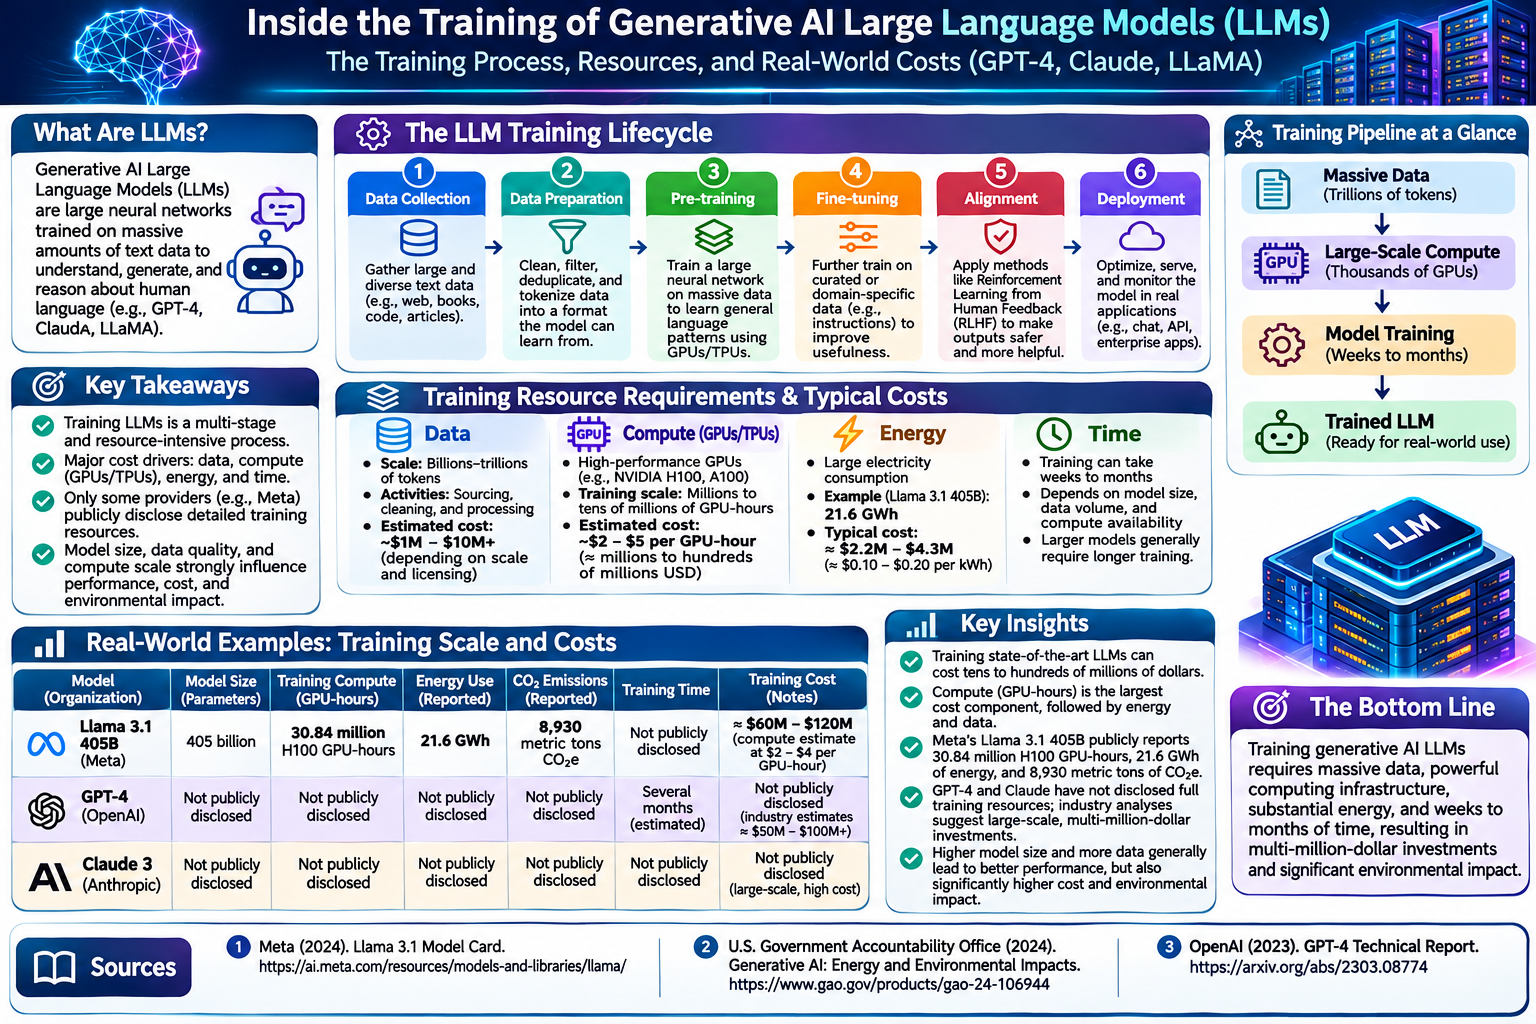 Inside the Training of Generative AI Large Language Models (LLMs)
The Training Process, Resources, and Real-World Costs (GPT-4, Claude, LLaMA)
What Are LLMs?
Generative AI Large
Language Models (LLMs)
are large neural networks
trained on massive
amounts of text data to
understand, generate, and
reason about human
language (e.g., GPT-4,
Claudᴀ, LLaMA).
The LLM Training Lifecycle
1
Data Collection
Gather large and
diverse text data
(e.g., web, books,
code, articles).
2
Data Preparation
Clean, filter,
deduplicate, and
tokenize data
into a format
the model can
learn from.
3
Pre-training
Train a large
neural network
on massive data
to learn general
language
patterns using
GPUs/TPUs.
4
Fine-tuning
Further train on
curated or
domain-specific
data (e.g.,
instructions) to
improve
usefulness.
5
Alignment
Apply methods
like Reinforcement
Learning from
Human Feedback
(RLHF) to make
outputs safer
and more helpful.
6
Deployment
Optimize, serve,
and monitor the
model in real
applications
(e.g., chat, API,
enterprise apps).
Training Pipeline at a Glance
Massive Data
(Trillions of tokens)
GPU
Large-Scale Compute
(Thousands of GPUs)
Model Training
(Weeks to months)
Trained LLM
(Ready for real-world use)
Key Takeaways
Training LLMs is a multi-stage
and resource-intensive process.
Major cost drivers: data, compute
(GPUs/TPUs), energy, and time.
Only some providers (e.g., Meta)
publicly disclose detailed training
resources.
Model size, data quality, and
compute scale strongly influence
performance, cost, and
environmental impact.
Training Resource Requirements & Typical Costs
Data
• Scale: Billions–trillions
of tokens
• Activities: Sourcing,
cleaning, and processing
• Estimated cost:
~$1M – $10M+
(depending on scale
and licensing)
GPU
Compute (GPUs/TPUs)
• High-performance GPUs
(e.g., NVIDIA H100, A100)
• Training scale: Millions to
tens of millions of GPU-hours
• Estimated cost:
~$2 – $5 per GPU-hour
(≈ millions to hundreds
of millions USD)
Energy
• Large electricity
consumption
• Example (Llama 3.1 405B):
21.6 GWh
• Typical cost:
≈ $2.2M – $4.3M
(≈ $0.10 – $0.20 per kWh)
Time
• Training can take
weeks to months
• Depends on model size,
data volume, and
compute availability
• Larger models generally
require longer training.
LLM
Real-World Examples: Training Scale and Costs
Model
(Organization)
Model Size
(Parameters)
Training Compute
(GPU-hours)
Energy Use
(Reported)
CO₂ Emissions
(Reported)
Training Time
Training Cost
(Notes)
Llama 3.1
405B
(Meta)
405 billion
30.84 million
H100 GPU-hours
21.6 GWh
8,930
metric tons
CO₂e
Not publicly
disclosed
≈ $60M – $120M
(compute estimate
at $2 – $4 per
GPU-hour)
GPT-4
(OpenAI)
Not publicly
disclosed
Not publicly
disclosed
Not publicly
disclosed
Not publicly
disclosed
Several
months
(estimated)
Not publicly
disclosed
(industry estimates
≈ $50M – $100M+)
Claude 3
(Anthropic)
Not publicly
disclosed
Not publicly
disclosed
Not publicly
disclosed
Not publicly
disclosed
Not publicly
disclosed
Not publicly
disclosed
(large-scale, high cost)
Key Insights
Training state-of-the-art LLMs can
cost tens to hundreds of millions of dollars.
Compute (GPU-hours) is the largest
cost component, followed by energy
and data.
Meta's Llama 3.1 405B publicly reports
30.84 million H100 GPU-hours, 21.6 GWh
of energy, and 8,930 metric tons of CO₂e.
GPT-4 and Claude have not disclosed full
training resources; industry analyses
suggest large-scale, multi-million-dollar
investments.
Higher model size and more data generally
lead to better performance, but also
significantly higher cost and environmental
impact.
The Bottom Line
Training generative AI LLMs
requires massive data, powerful
computing infrastructure,
substantial energy, and weeks to
months of time, resulting in
multi-million-dollar investments
and significant environmental impact.
Sources
1 Meta (2024). Llama 3.1 Model Card.
https://ai.meta.com/resources/models-and-libraries/llama/
2 U.S. Government Accountability Office (2024).
Generative AI: Energy and Environmental Impacts.
https://www.gao.gov/products/gao-24-106944
3 OpenAI (2023). GPT-4 Technical Report.
https://arxiv.org/abs/2303.08774